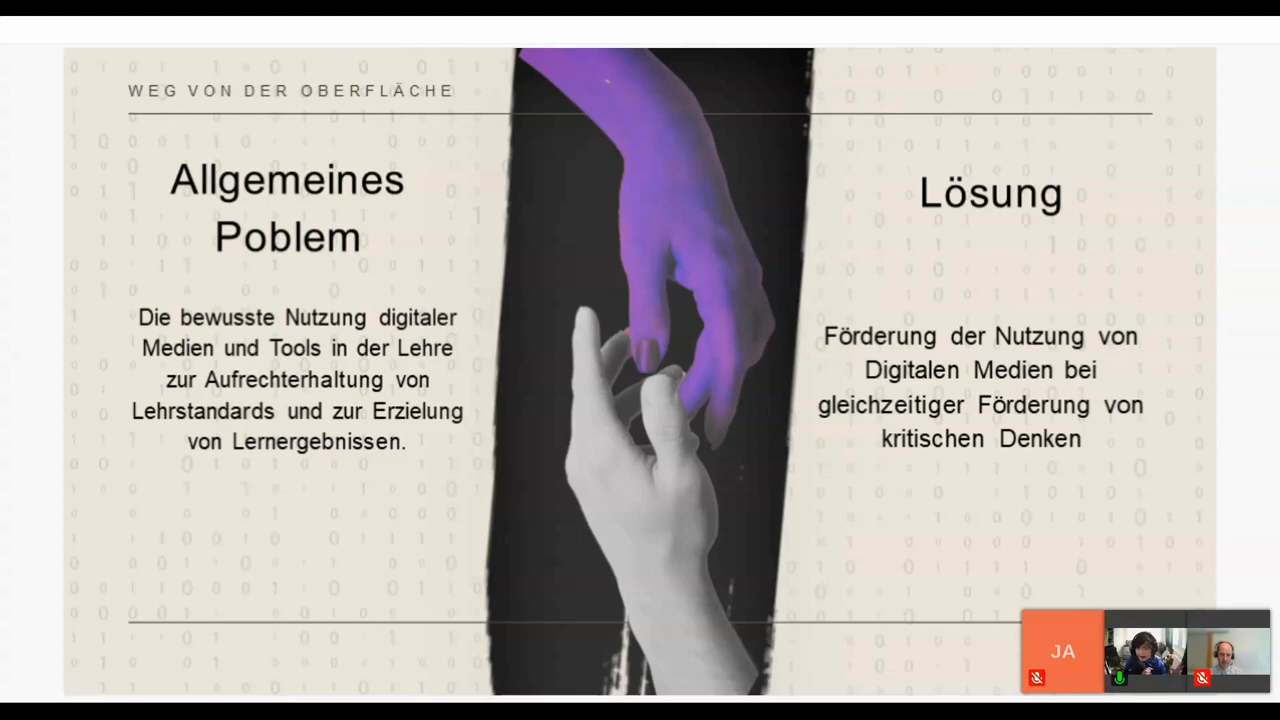 WEG VON DER OBERFLÄCHE
Allgemeines
Poblem
Die bewusste Nutzung digitaler
Medien und Tools in der Lehre
zur Aufrechterhaltung von
Lehrstandards und zur Erzielung
von Lernergebnissen.
Lösung
Förderung der Nutzung von
Digitalen Medien bei
gleichzeitiger Förderung von
kritischen Denken
JA